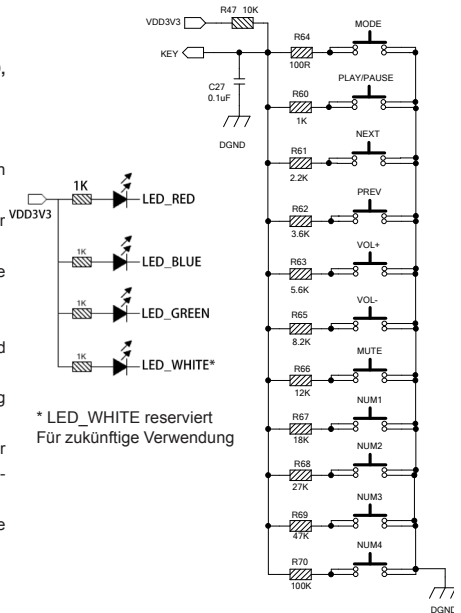 R47 10K
VDD3V3
KEY
C27
0.1uF
DGND
R64
100R
MODE
R60
1K
PLAY/PAUSE
R61
2.2K
NEXT
R62
3.6K
PREV
R63
5.6K
VOL+
R65
8.2K
VOL-
R66
12K
MUTE
R67
18K
NUM1
R68
27K
NUM2
R69
47K
NUM3
R70
100K
NUM4
DGND
VDD3V3
1K
LED_RED
1K
LED_BLUE
1K
LED_GREEN
1K
LED_WHITE*
* LED_WHITE reserviert
Für zukünftige Verwendung